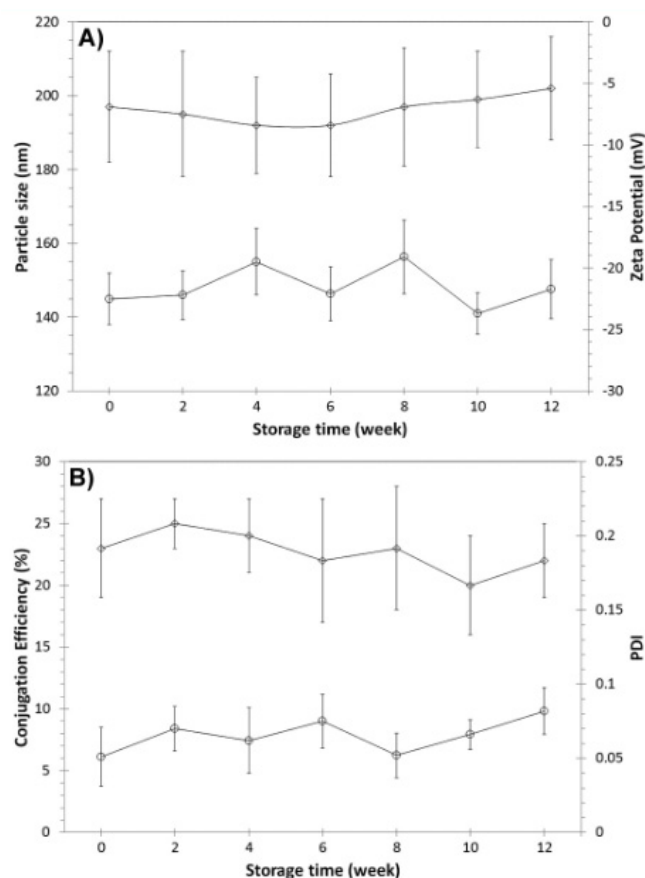 A)
Particle size (nm)
220
200
180
160
140
120
Zeta Potential (mV)
0
-5
-10
-15
-20
-25
-30
0 2 4 6 8 10 12
Storage time (week)
B)
Conjugation Efficiency (%)
30
25
20
15
10
5
0
PDI
0.25
0.2
0.15
0.1
0.05
0
0 2 4 6 8 10 12
Storage time (week)